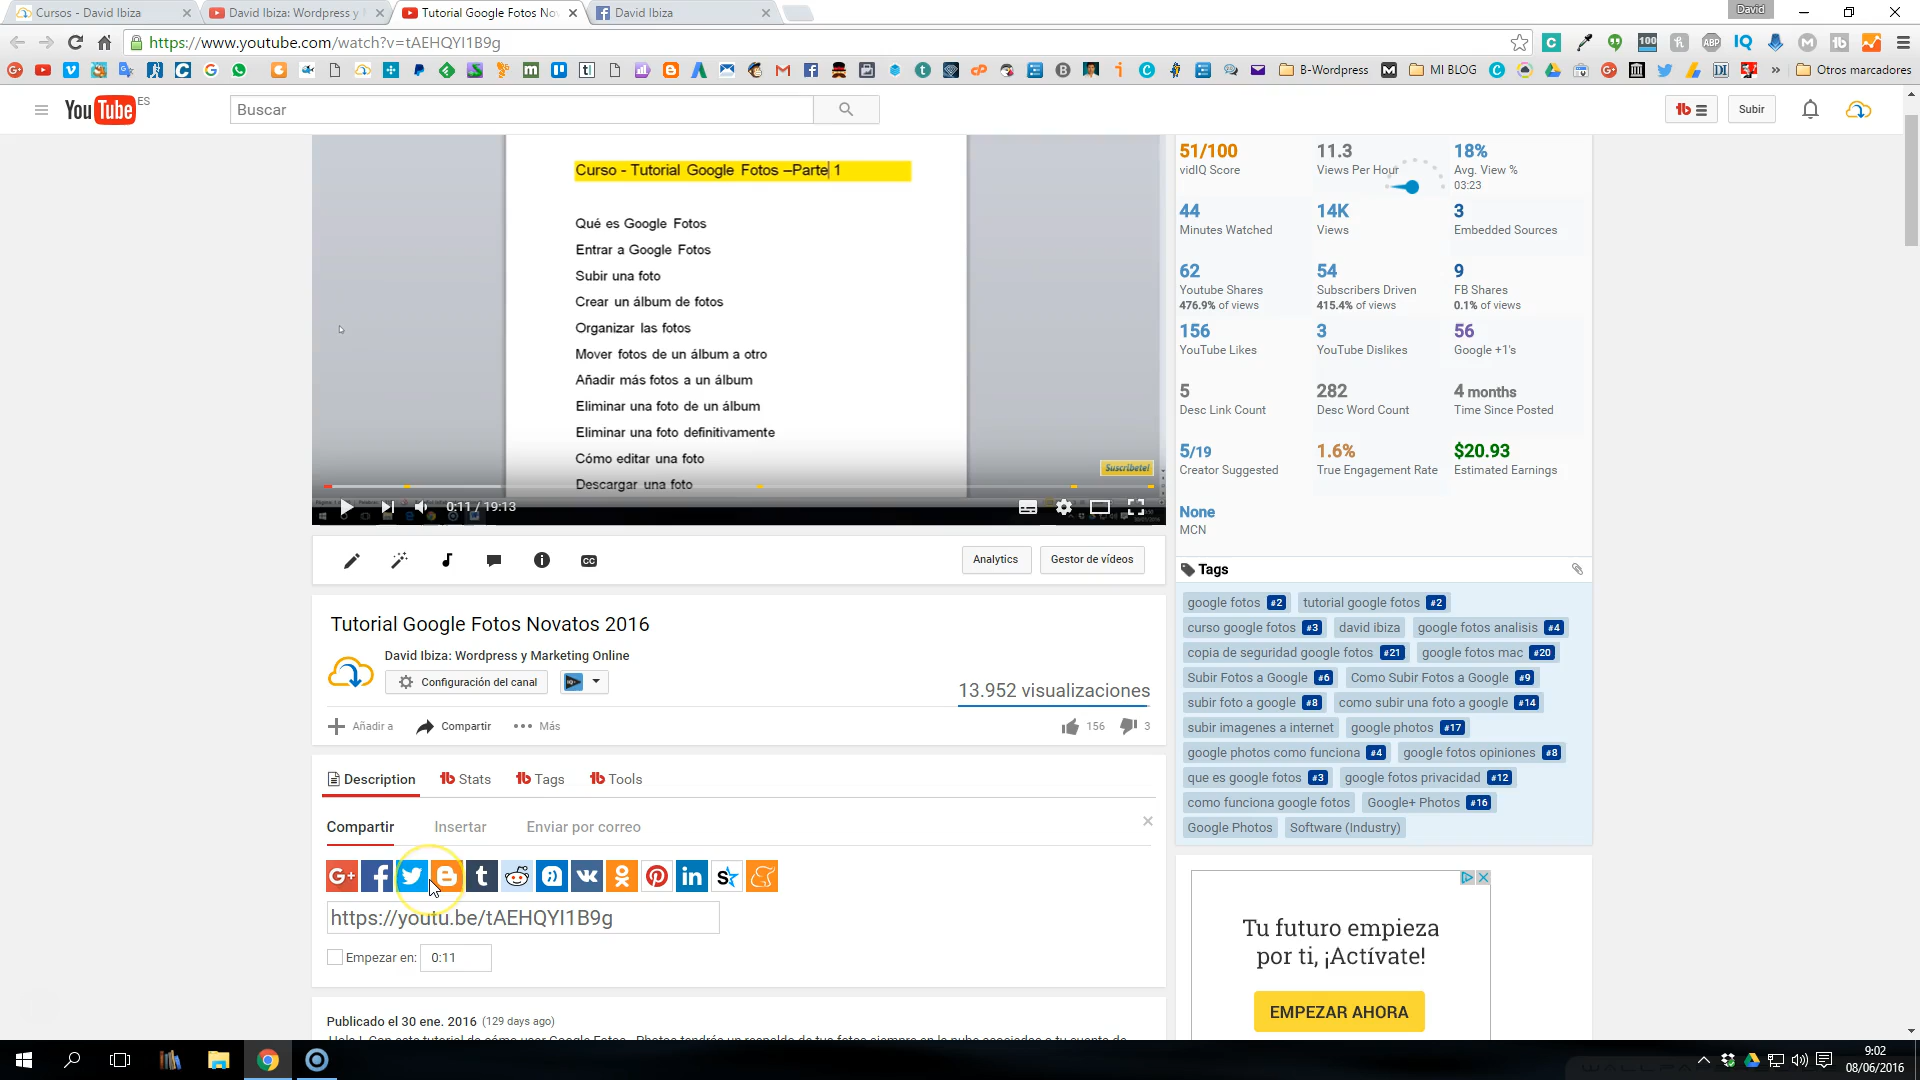 Cursos - David Ibiza
David Ibiza: Wordpress y
Tutorial Google Fotos No
David Ibiza
David
https://www.youtube.com/watch?v=tAEHQYI1B9g
B-Wordpress
MI BLOG
Otros marcadores
YouTube ES
Buscar
Subir
Curso - Tutorial Google Fotos –Parte 1
Qué es Google Fotos
Entrar a Google Fotos
Subir una foto
Crear un álbum de fotos
Organizar las fotos
Mover fotos de un álbum a otro
Añadir más fotos a un álbum
Eliminar una foto de un álbum
Eliminar una foto definitivamente
Cómo editar una foto
Descargar una foto
Suscríbete!
0:11 / 19:13
Analytics
Gestor de vídeos
Tutorial Google Fotos Novatos 2016
David Ibiza: Wordpress y Marketing Online
Configuración del canal
13.952 visualizaciones
Añadir a
Compartir
Más
156
3
Description
Stats
Tags
Tools
Compartir
Insertar
Enviar por correo
https://youtu.be/tAEHQYI1B9g
Empezar en: 0:11
Publicado el 30 ene. 2016 (129 days ago)
51/100
vidIQ Score
11.3
Views Per Hour
18%
Avg. View %
03:23
44
Minutes Watched
14K
Views
3
Embedded Sources
62
Youtube Shares
476.9% of views
54
Subscribers Driven
415.4% of views
9
FB Shares
0.1% of views
156
YouTube Likes
3
YouTube Dislikes
56
Google +1's
5
Desc Link Count
282
Desc Word Count
4 months
Time Since Posted
5/19
Creator Suggested
1.6%
True Engagement Rate
$20.93
Estimated Earnings
None
MCN
Tags
google fotos #2 tutorial google fotos #2
curso google fotos #3 david ibiza google fotos analisis #4
copia de seguridad google fotos #21 google fotos mac #20
Subir Fotos a Google #6 Como Subir Fotos a Google #9
subir foto a google #8 como subir una foto a google #14
subir imagenes a internet google photos #17
google photos como funciona #4 google fotos opiniones #8
que es google fotos #3 google fotos privacidad #12
como funciona google fotos Google+ Photos #16
Google Photos Software (Industry)
Tu futuro empieza
por ti, ¡Actívate!
EMPEZAR AHORA
9:02
08/06/2016